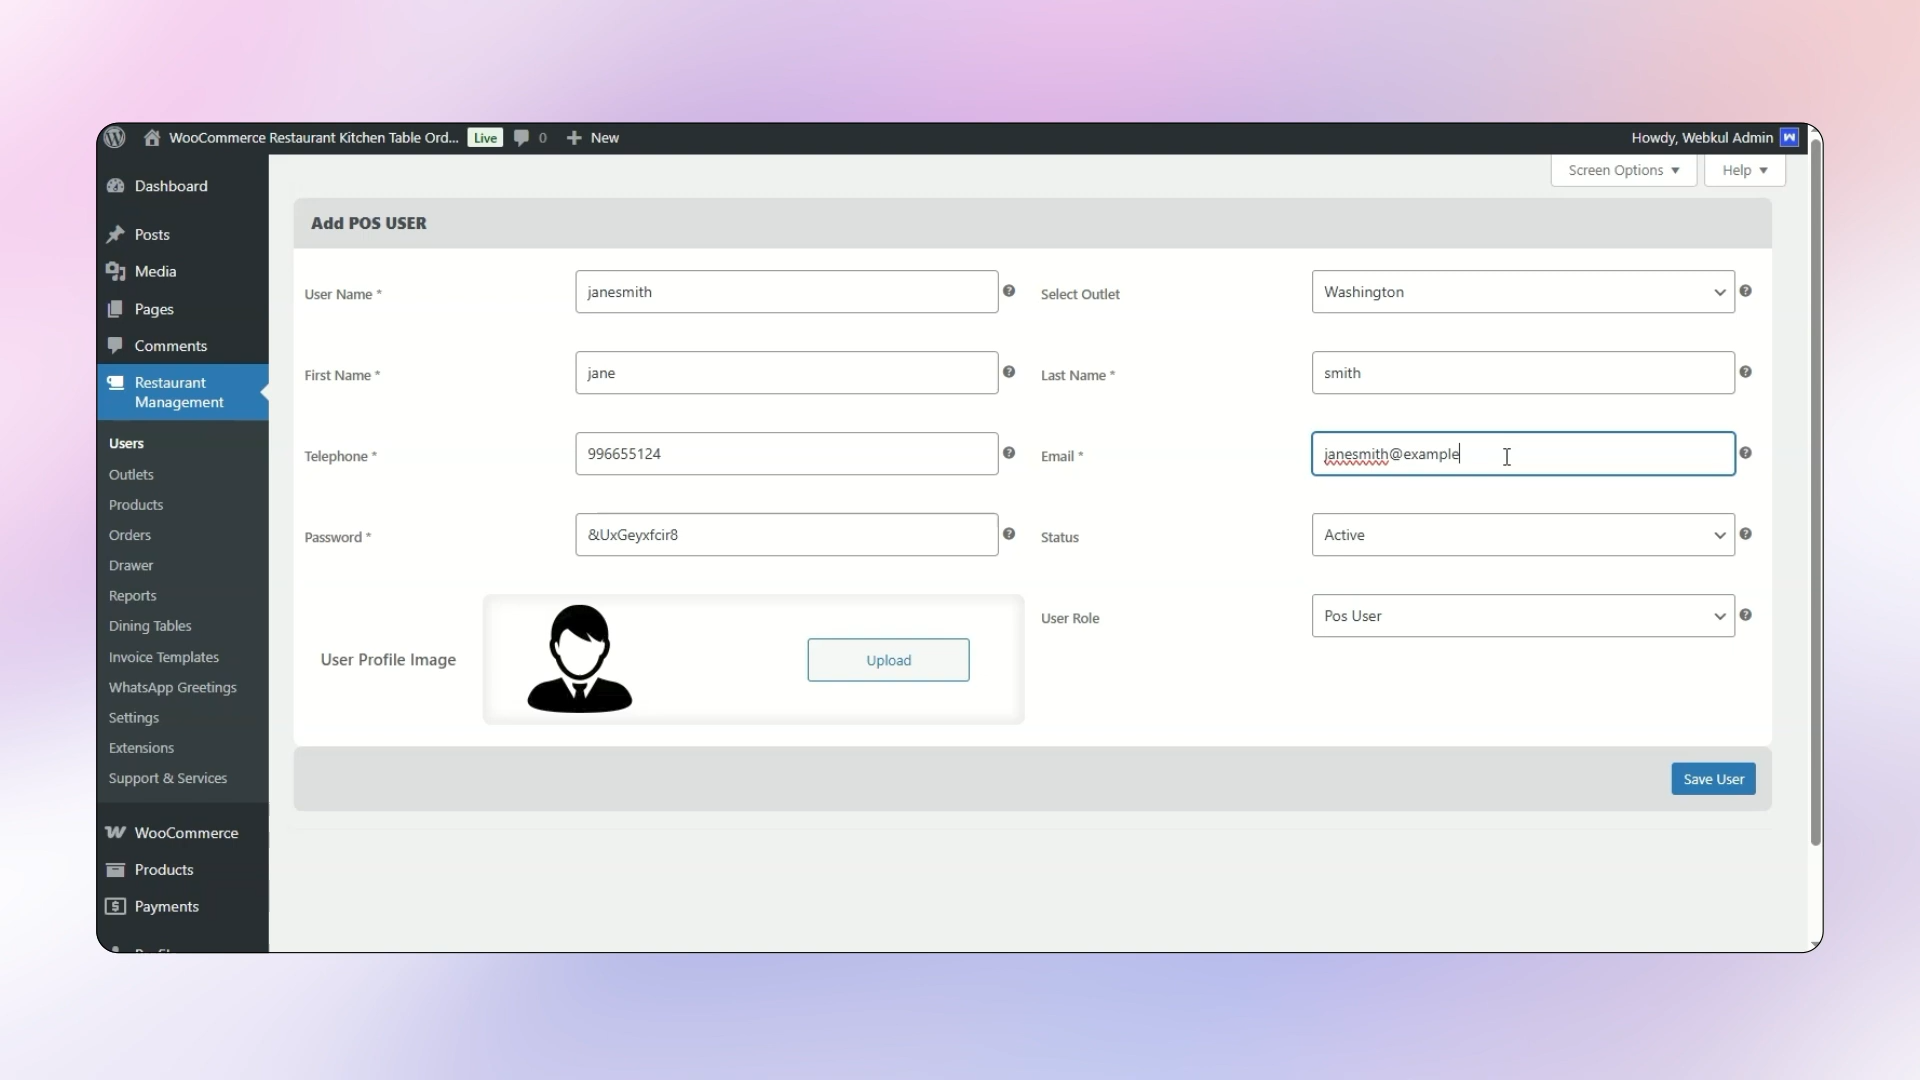 WooCommerce Restaurant Kitchen Table Ord... Live 0 New Howdy, Webkul Admin
Screen Options Help
Dashboard
Posts
Media
Pages
Comments
Restaurant
Management
Users
Outlets
Products
Orders
Drawer
Reports
Dining Tables
Invoice Templates
WhatsApp Greetings
Settings
Extensions
Support & Services
WooCommerce
Products
Payments
Add POS USER
User Name * janesmith Select Outlet Washington
First Name * jane Last Name * smith
Telephone * 996655124 Email * janesmith@example
Password * &UxGeyxfcir8 Status Active
User Profile Image Upload User Role Pos User
Save User